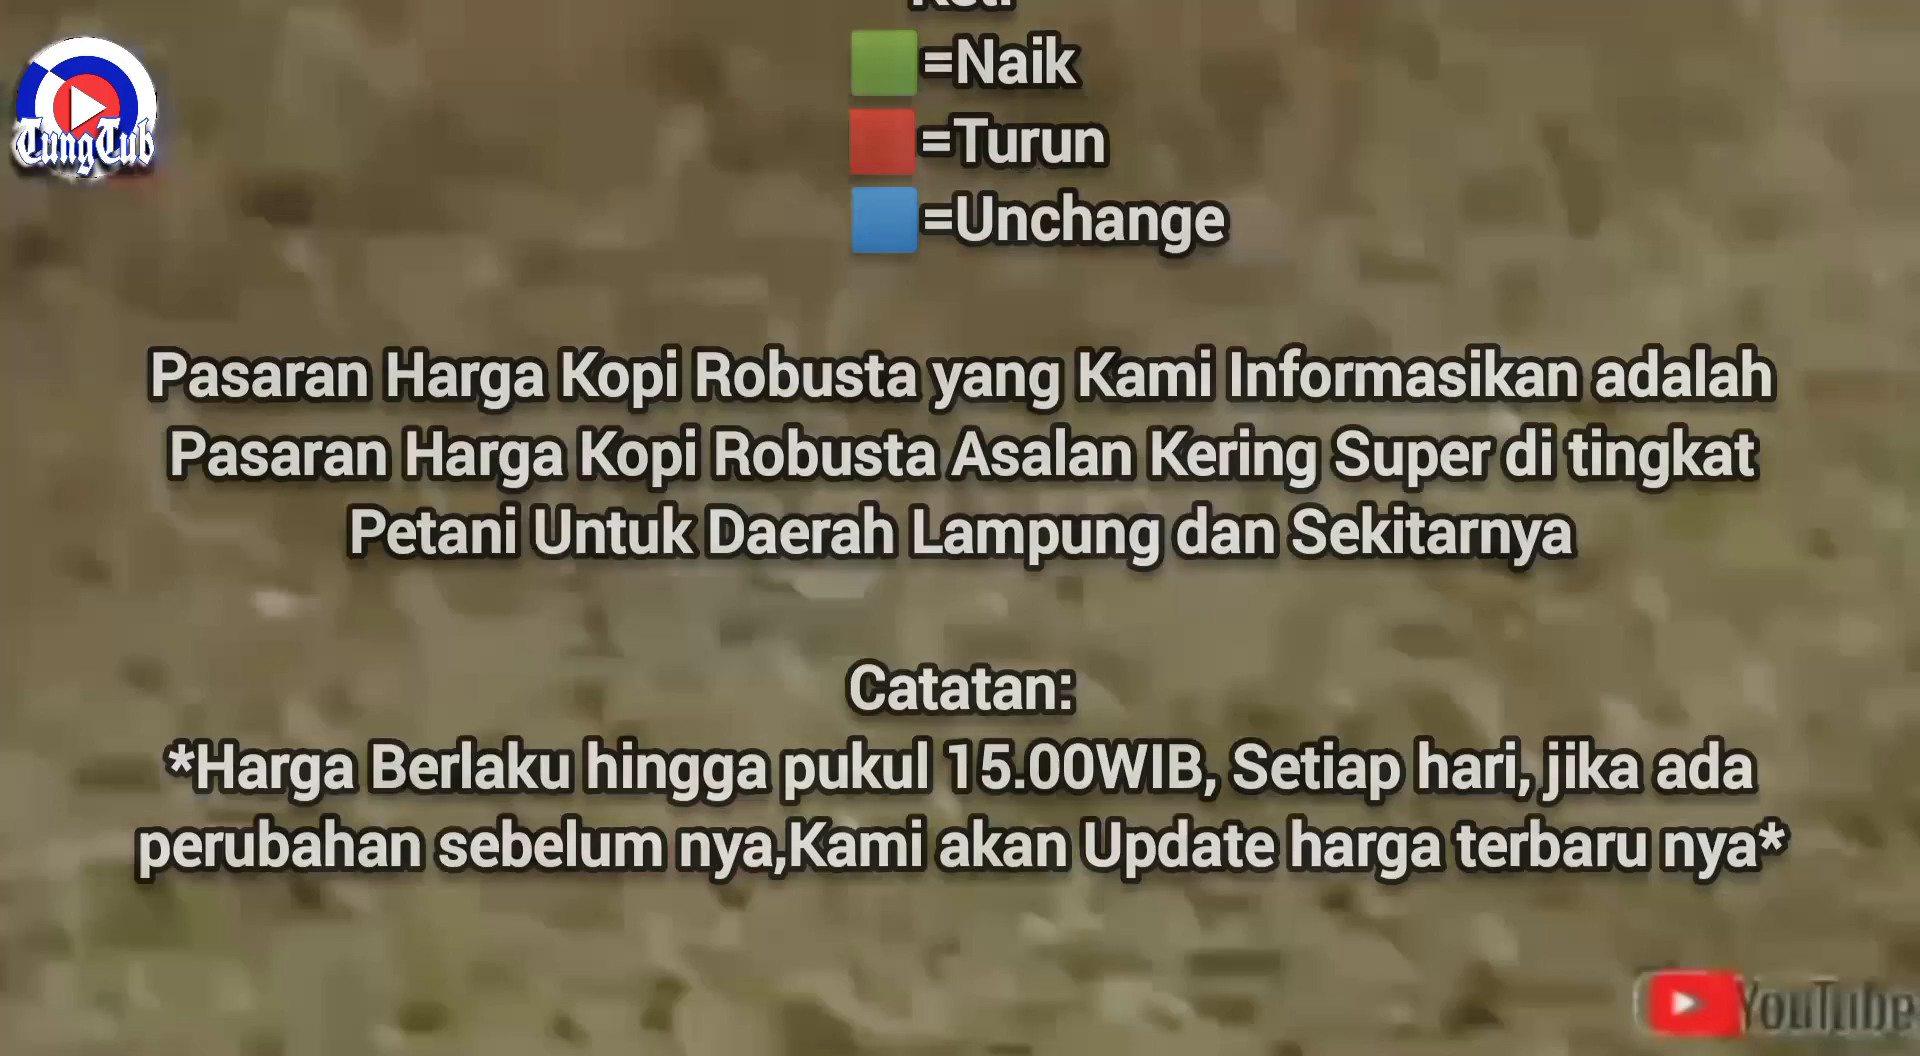 =Naik
=Turun
=Unchange
TungTub
Pasaran Harga Kopi Robusta yang Kami Informasikan adalah
Pasaran Harga Kopi Robusta Asalan Kering Super di tingkat
Petani Untuk Daerah Lampung dan Sekitarnya
Catatan:
*Harga Berlaku hingga pukul 15.00WIB, Setiap hari, jika ada
perubahan sebelum nya,Kami akan Update harga terbaru nya*
YouTube